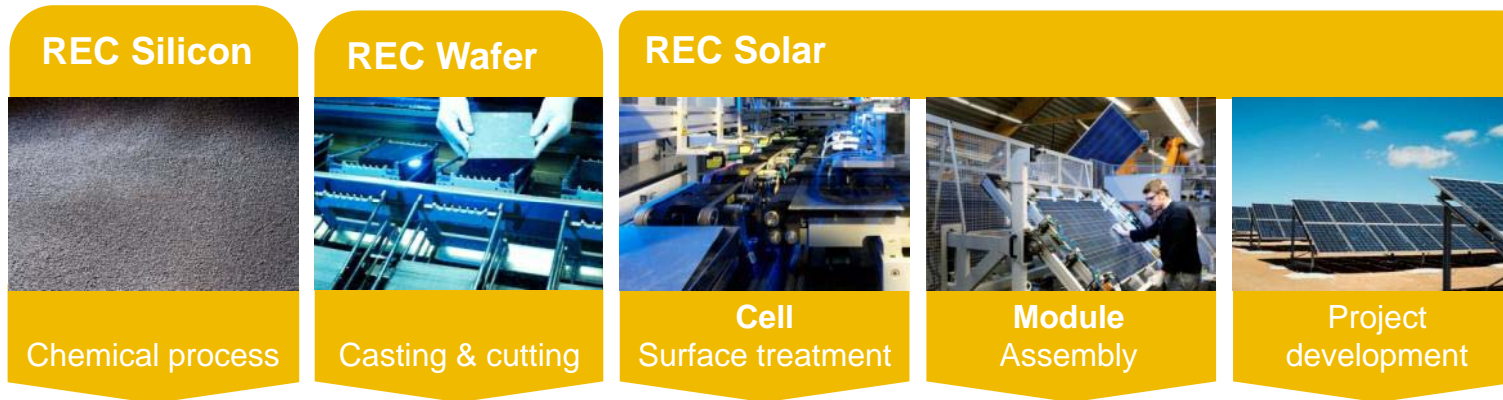 REC Silicon
REC Wafer
REC Solar
Chemical process
Casting & cutting
Cell
Surface treatment
Module
Assembly
Project
development